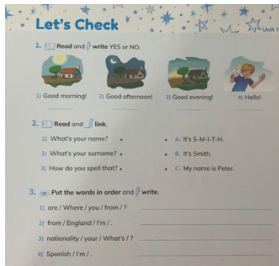 Let's Check
Unit 1
1. Read and write YES or NO.
1) Good morning! 2) Good afternoon! 3) Good evening! 4) Hello!
2. Read and link.
1) What's your name? • • A. It's S-M-I-T-H.
2) What's your surname? • • B. It's Smith.
3) How do you spell that? • • C. My name is Peter.
3. Put the words in order and write.
1) are / Where / you / from / ?
2) from / England / I'm / .
3) nationality / your / What's / ?
4) Spanish / I'm / .